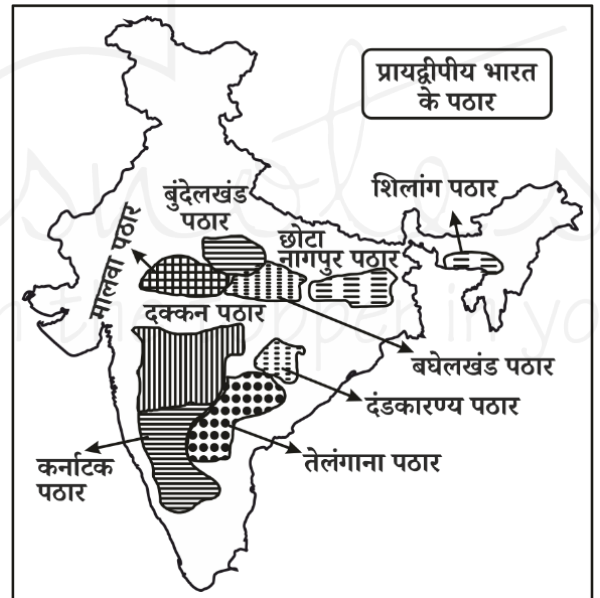 प्रायद्वीपीय भारत
के पठार
शिलांग पठार
बुंदेलखंड
पठार
छोटा
नागपुर पठार
मालवा पठार
दक्कन पठार
बघेलखंड पठार
दंडकारण्य पठार
तेलंगाना पठार
कर्नाटक
पठार